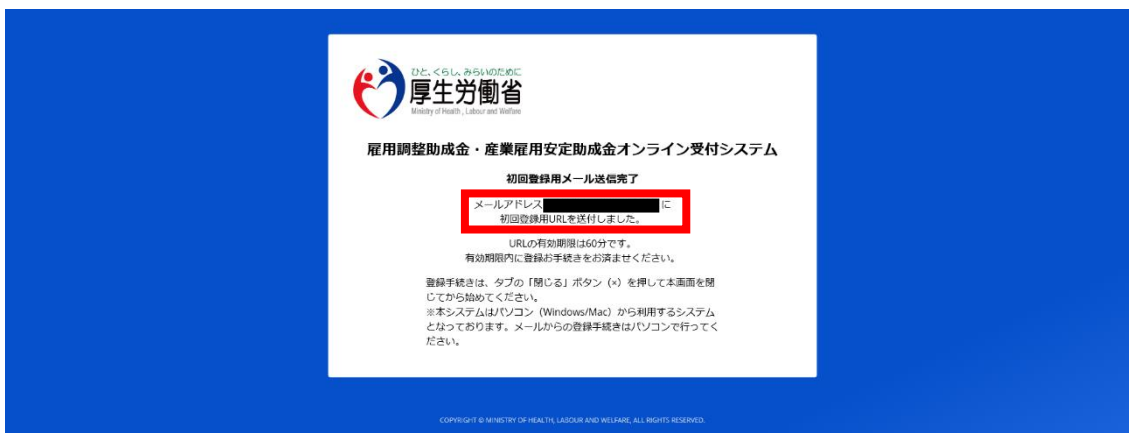 ひと、くらし、みらいのために
厚生労働省
Ministry of Health, Labour and Welfare
雇用調整助成金・産業雇用安定助成金オンライン受付システム
初回登録用メール送信完了
メールアドレス に
初回登録用URLを送付しました。
URLの有効期限は60分です。
有効期限内に登録お手続きをお済ませください。
登録手続きは、タブの「閉じる」ボタン（×）を押して本画面を閉
じてから始めてください。
※本システムはパソコン（Windows/Mac）から利用するシステム
となっております。メールからの登録手続きはパソコンで行ってく
ださい。
COPYRIGHT © MINISTRY OF HEALTH, LABOUR AND WELFARE, ALL RIGHTS RESERVED.